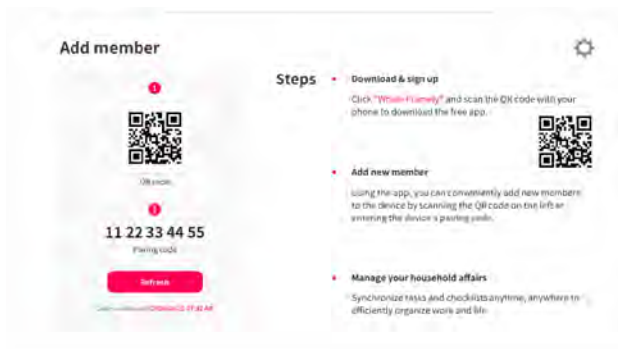 Add member
1
QR code
2
11 22 33 44 55
Pairing code
Refresh
Steps
Download & sign up
Click "Whale Framely" and scan the QR code with your
phone to download the free app.
Add new member
Using the app, you can conveniently add new members
to the device by scanning the QR code on the left or
entering the device's pairing code.
Manage your household affairs
Synchronize tasks and checklists anytime, anywhere to
efficiently organize work and life.